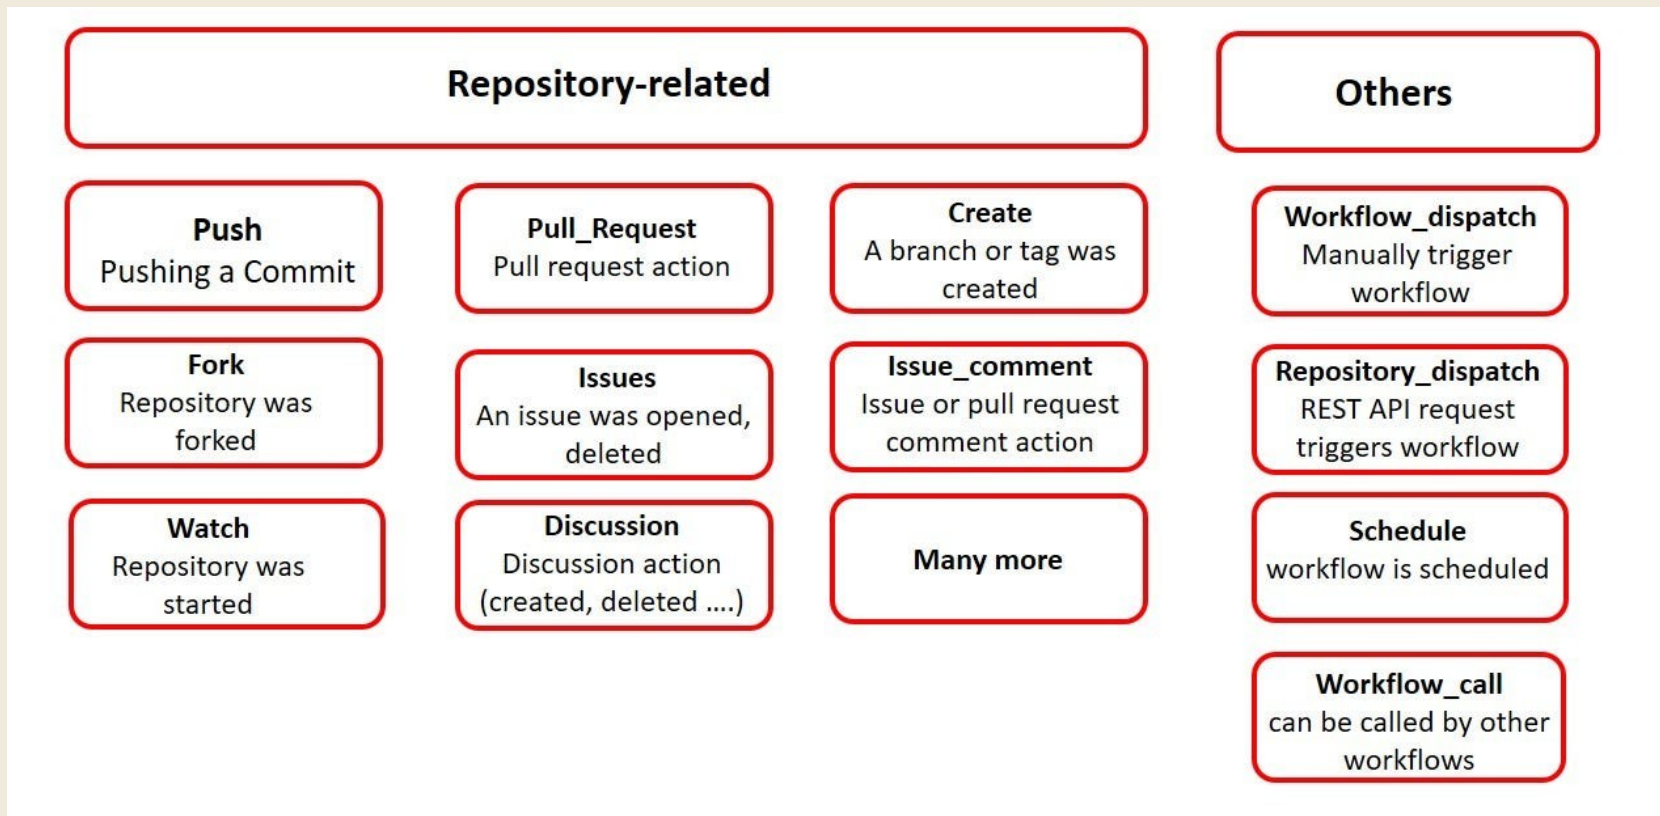 Repository-related
Others
Push
Pushing a Commit
Pull_Request
Pull request action
Create
A branch or tag was
created
Workflow_dispatch
Manually trigger
workflow
Fork
Repository was
forked
Issues
An issue was opened,
deleted
Issue_comment
Issue or pull request
comment action
Repository_dispatch
REST API request
triggers workflow
Watch
Repository was
started
Discussion
Discussion action
(created, deleted ....)
Many more
Schedule
workflow is scheduled
Workflow_call
can be called by other
workflows